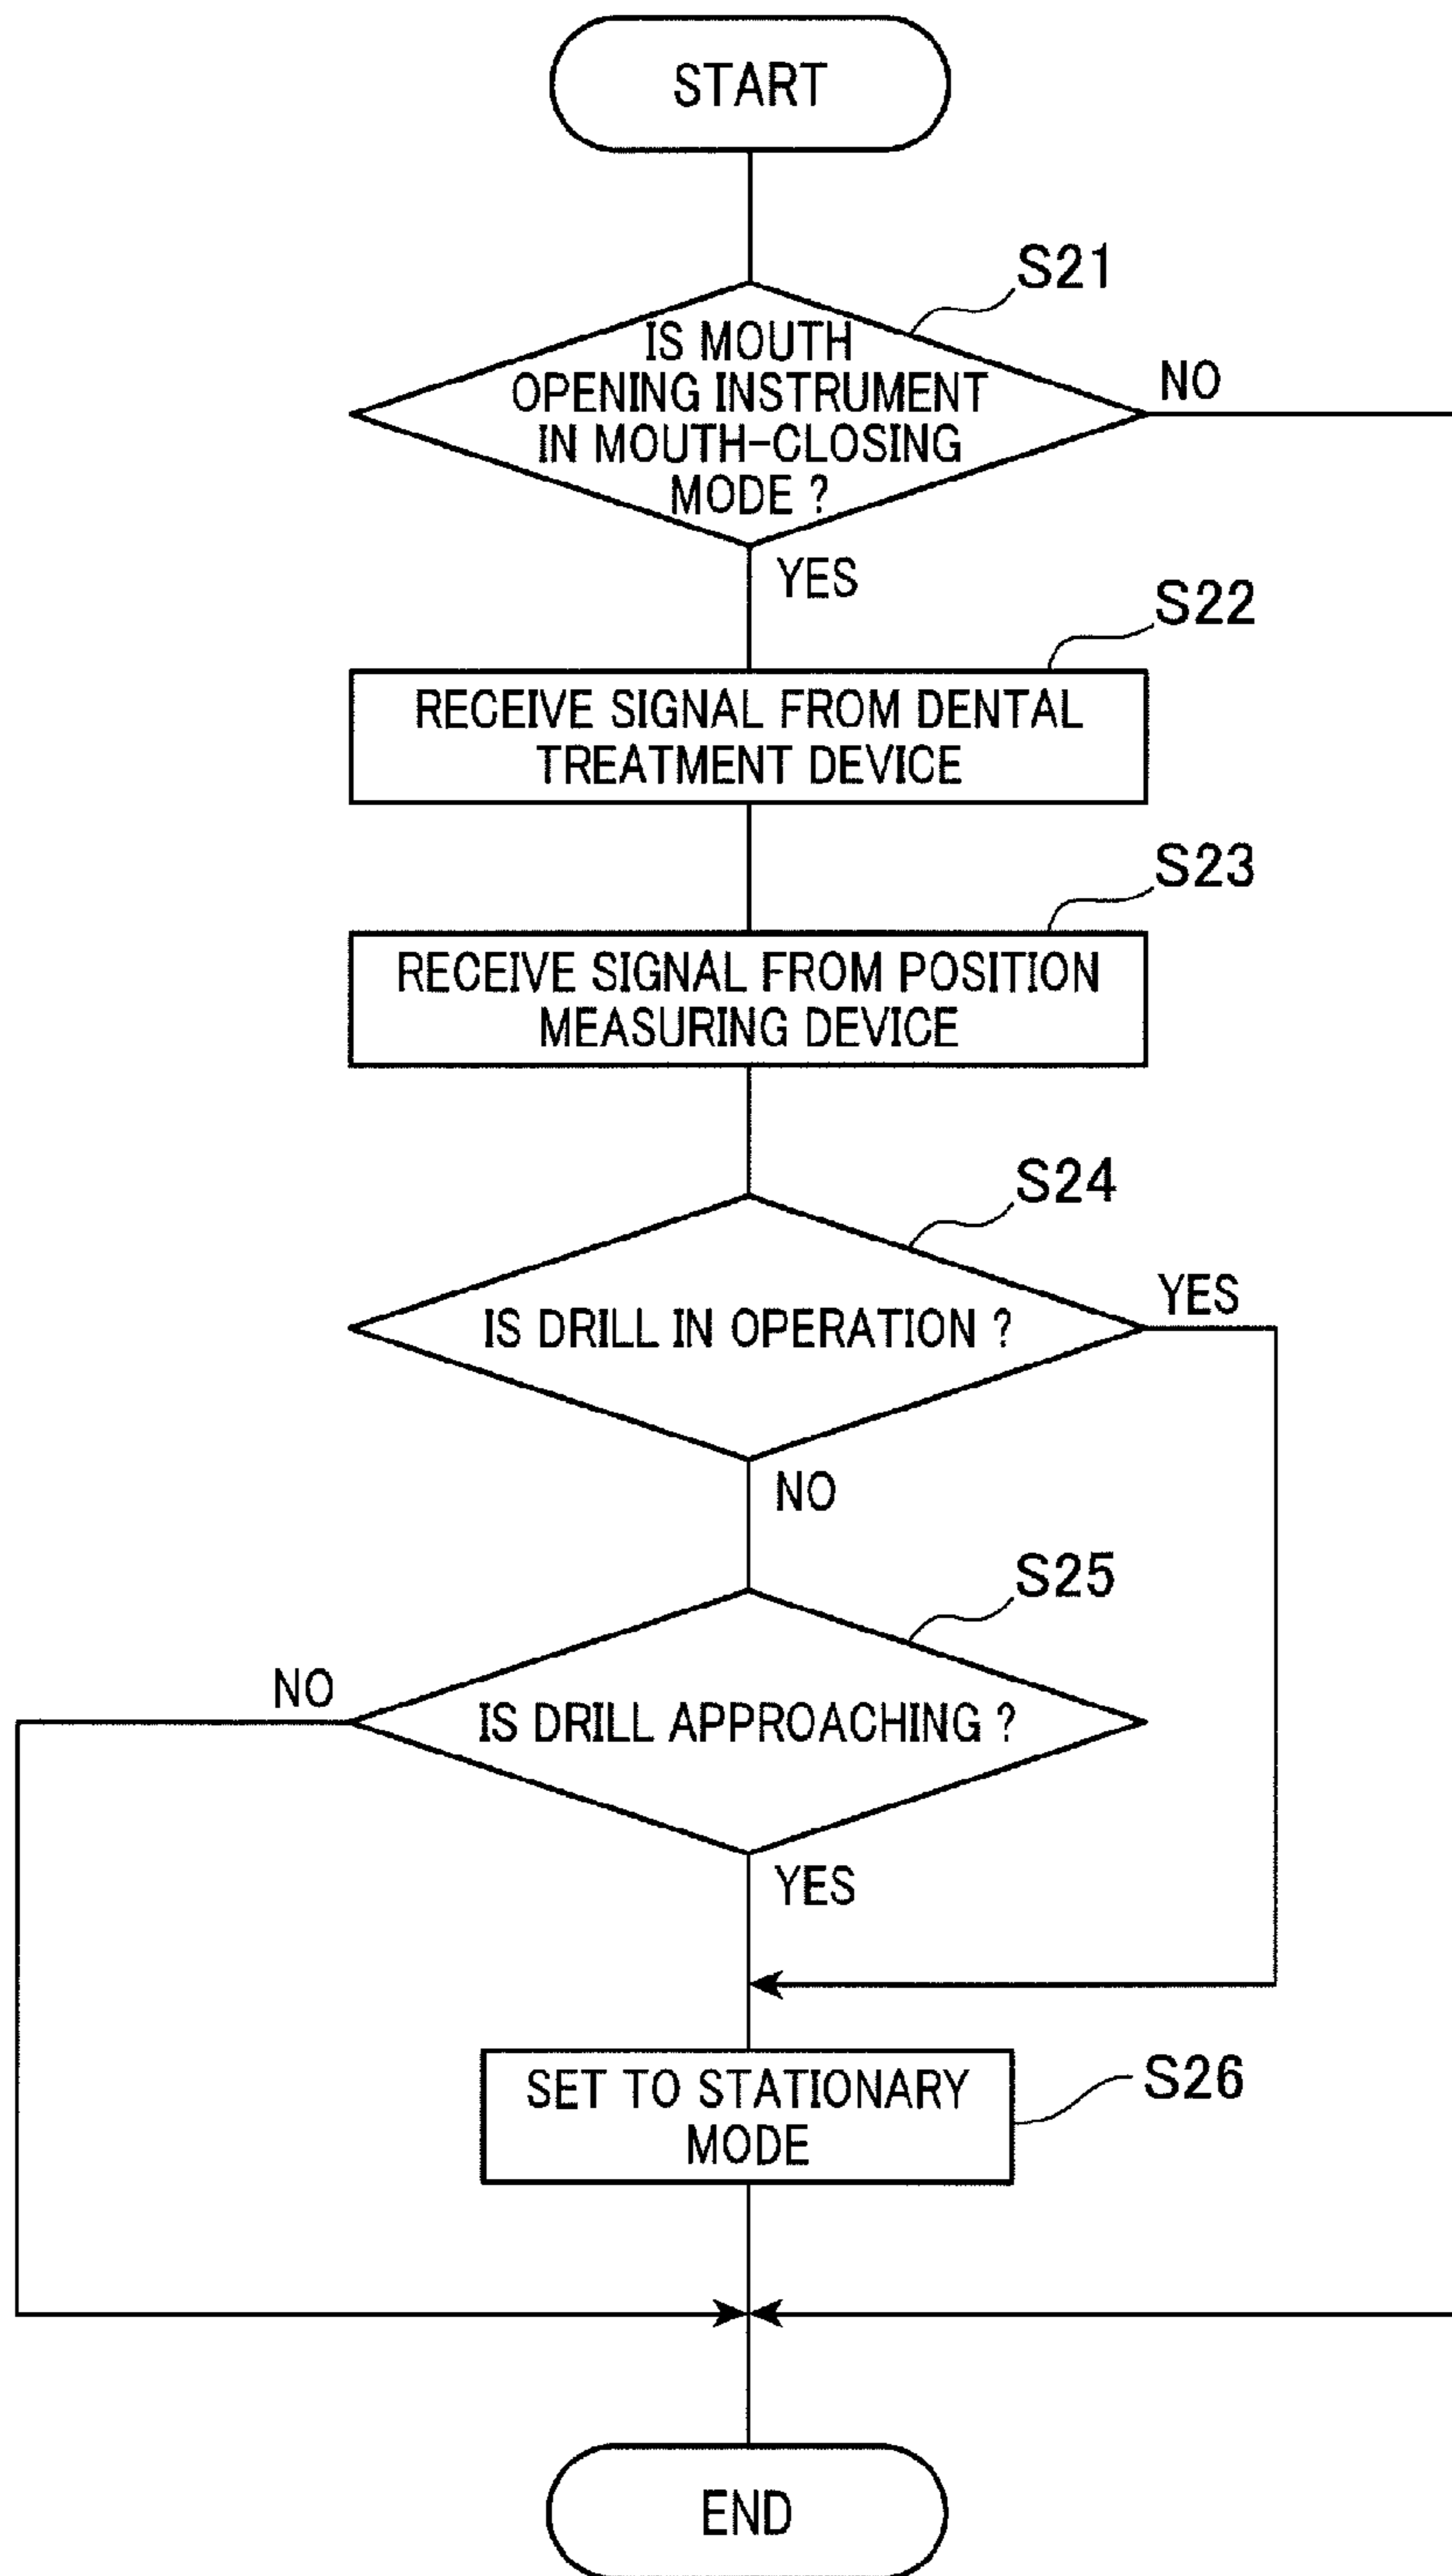 START
S21
IS MOUTH
OPENING INSTRUMENT
IN MOUTH-CLOSING
MODE ?
NO
YES
S22
RECEIVE SIGNAL FROM DENTAL
TREATMENT DEVICE
S23
RECEIVE SIGNAL FROM POSITION
MEASURING DEVICE
S24
IS DRILL IN OPERATION ?
YES
NO
S25
IS DRILL APPROACHING ?
NO
YES
SET TO STATIONARY
MODE
S26
END